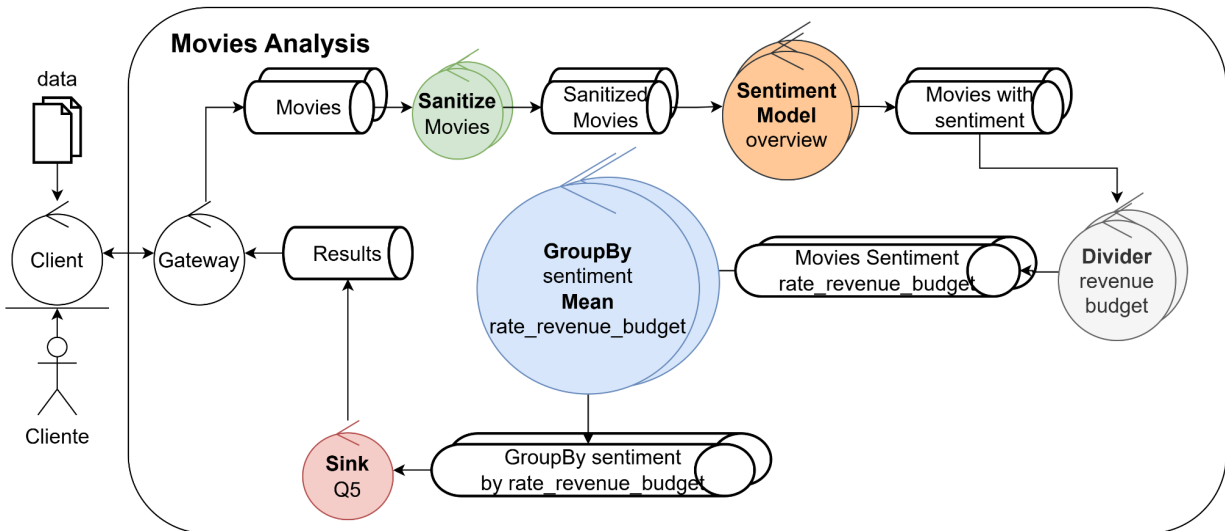 Movies Analysis
data
Movies
Sanitize
Movies
Sanitized
Movies
Sentiment
Model
overview
Movies with
sentiment
Client
Gateway
Results
GroupBy
sentiment
Mean
rate_revenue_budget
Movies Sentiment
rate_revenue_budget
Divider
revenue
budget
Cliente
Sink
Q5
GroupBy sentiment
by rate_revenue_budget